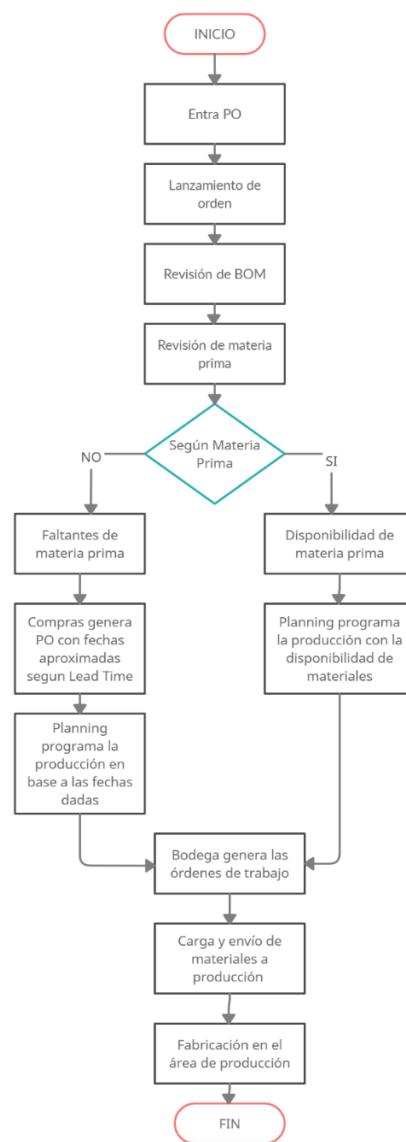 INICIO
Entra PO
Lanzamiento de
orden
Revisión de BOM
Revisión de materia
prima
Según Materia
Prima
NO
SI
Faltantes de
materia prima
Disponibilidad de
materia prima
Compras genera
PO con fechas
aproximadas
segun Lead Time
Planning programa
la producción con la
disponibilidad de
materiales
Planning
programa la
producción en
base a las fechas
dadas
Bodega genera las
órdenes de trabajo
Carga y envío de
materiales a
producción
Fabricación en el
área de producción
FIN